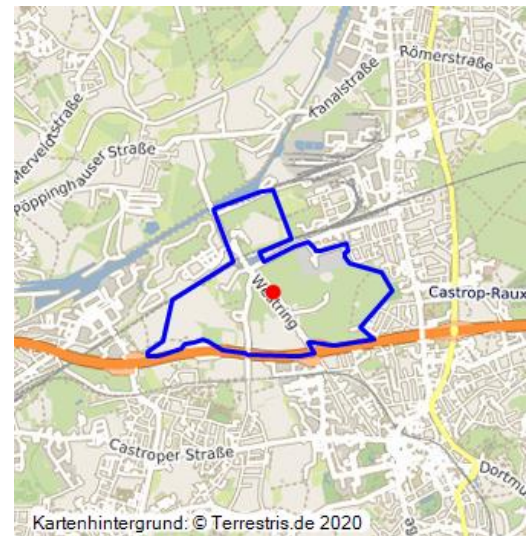 Römerstraße
Kanalstraße
Merveldtstraße
Pöppinghauser Straße
Westring
Castrop-Raux
Castroper Straße
Dortmu
Kartenhintergrund: © Terrestris.de 2020